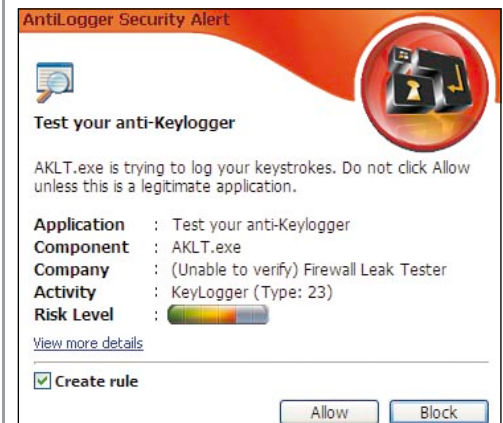 AntiLogger Security Alert
Test your anti-Keylogger
AKLT.exe is trying to log your keystrokes. Do not click Allow
unless this is a legitimate application.
Application : Test your anti-Keylogger
Component : AKLT.exe
Company : (Unable to verify) Firewall Leak Tester
Activity : KeyLogger (Type: 23)
Risk Level :
View more details
Create rule
Allow Block